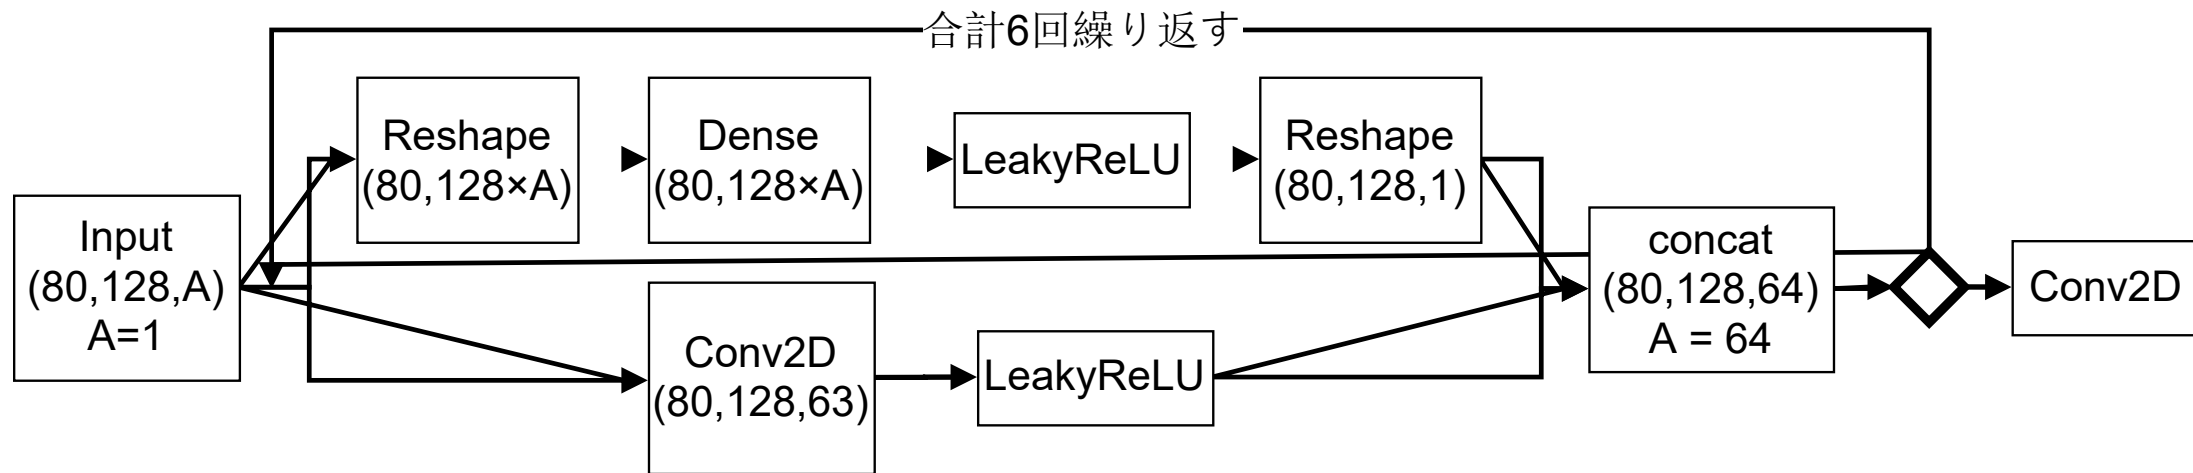 合計6回繰り返す
Reshape
(80,128×A)
Dense
(80,128×A)
LeakyReLU
Reshape
(80,128,1)
Input
(80,128,A)
A=1
concat
(80,128,64)
A = 64
Conv2D
Conv2D
(80,128,63)
LeakyReLU